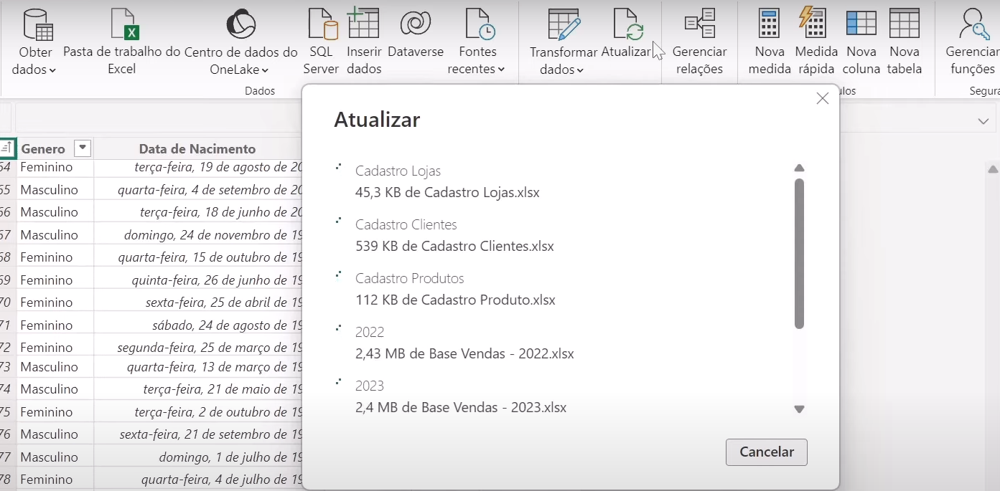 Obter dados
Pasta de trabalho do Excel
Centro de dados do OneLake
SQL Server
Inserir dados
Dataverse
Fontes recentes
Transformar dados
Atualizar
Gerenciar relações
Nova medida
Medida rápida
Nova coluna
Nova tabela
Gerenciar funções
Dados
Atualizar
Cadastro Lojas
45,3 KB de Cadastro Lojas.xlsx
Cadastro Clientes
539 KB de Cadastro Clientes.xlsx
Cadastro Produtos
112 KB de Cadastro Produto.xlsx
2022
2,43 MB de Base Vendas - 2022.xlsx
2023
2,4 MB de Base Vendas - 2023.xlsx
Cancelar
Genero Data de Nacimento
64 Feminino terça-feira, 19 de agosto de 20
65 Masculino quarta-feira, 4 de setembro de 20
66 Masculino terça-feira, 18 de junho de 20
67 Masculino domingo, 24 de novembro de 19
68 Feminino quarta-feira, 15 de outubro de 19
69 Feminino quinta-feira, 26 de junho de 19
70 Feminino sexta-feira, 25 de abril de 19
71 Feminino sábado, 24 de agosto de 19
72 Feminino segunda-feira, 25 de março de 19
73 Masculino quarta-feira, 13 de março de 19
74 Masculino terça-feira, 21 de maio de 19
75 Feminino terça-feira, 2 de outubro de 19
76 Masculino sexta-feira, 21 de setembro de 19
77 Masculino domingo, 1 de julho de 19
78 Feminino quarta-feira, 4 de julho de 19